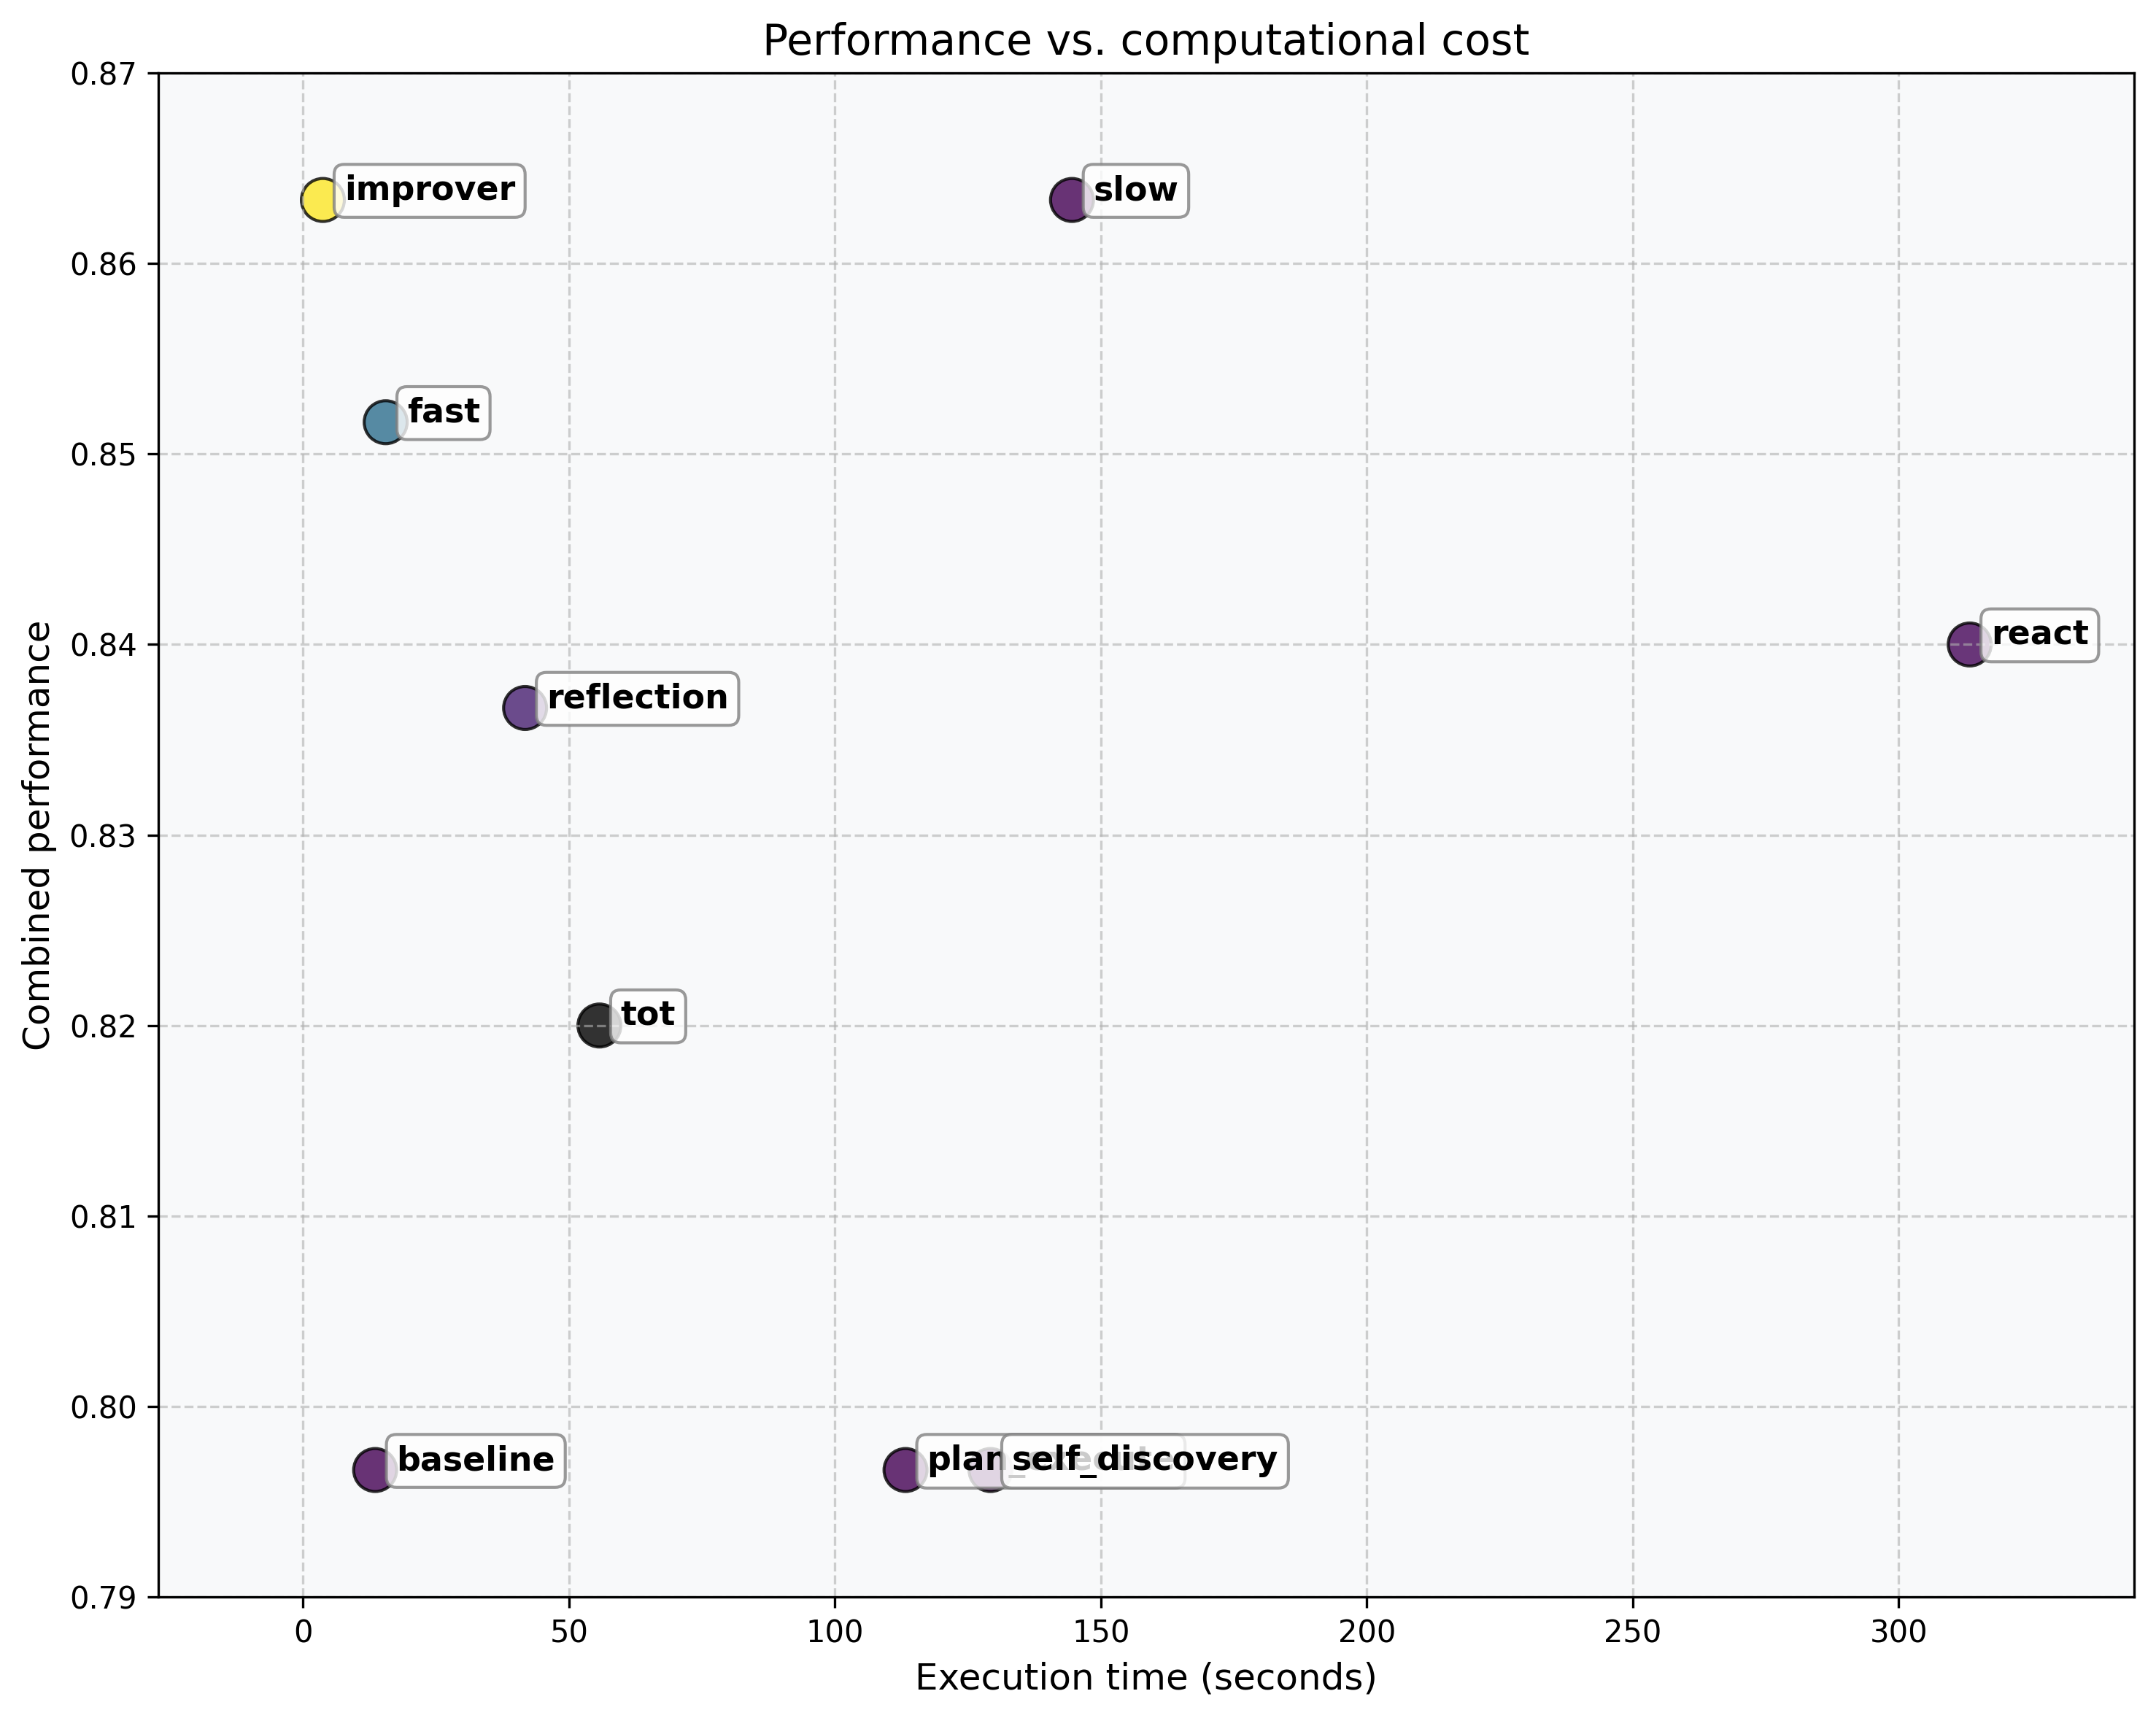 Performance vs. computational cost
Combined performance
0.87
0.86
0.85
0.84
0.83
0.82
0.81
0.80
0.79
improver
slow
fast
react
reflection
tot
baseline
plan
self_discovery
0
50
100
150
200
250
300
Execution time (seconds)